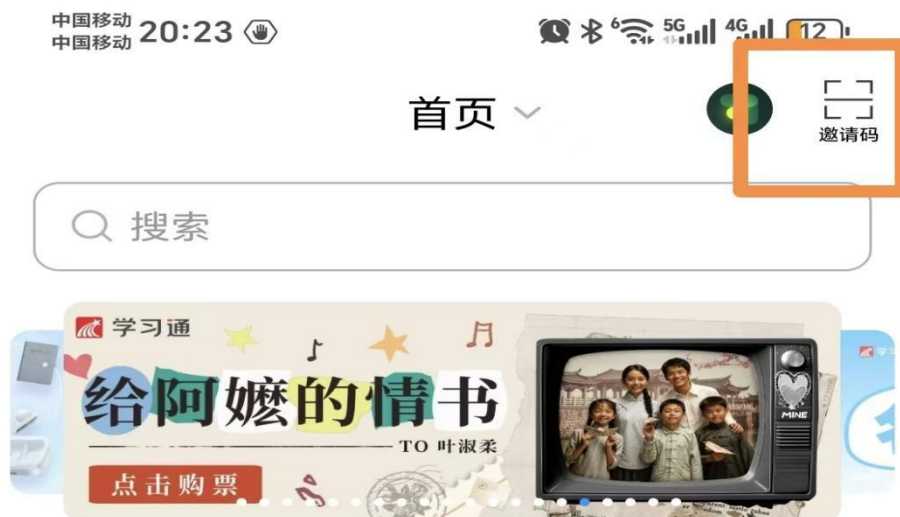 中国移动
中国移动 20:23 6 5G 4G 12
首页
邀请码
搜索
学习通
给阿嬷的情书
TO 叶淑柔
点击购票
MINE